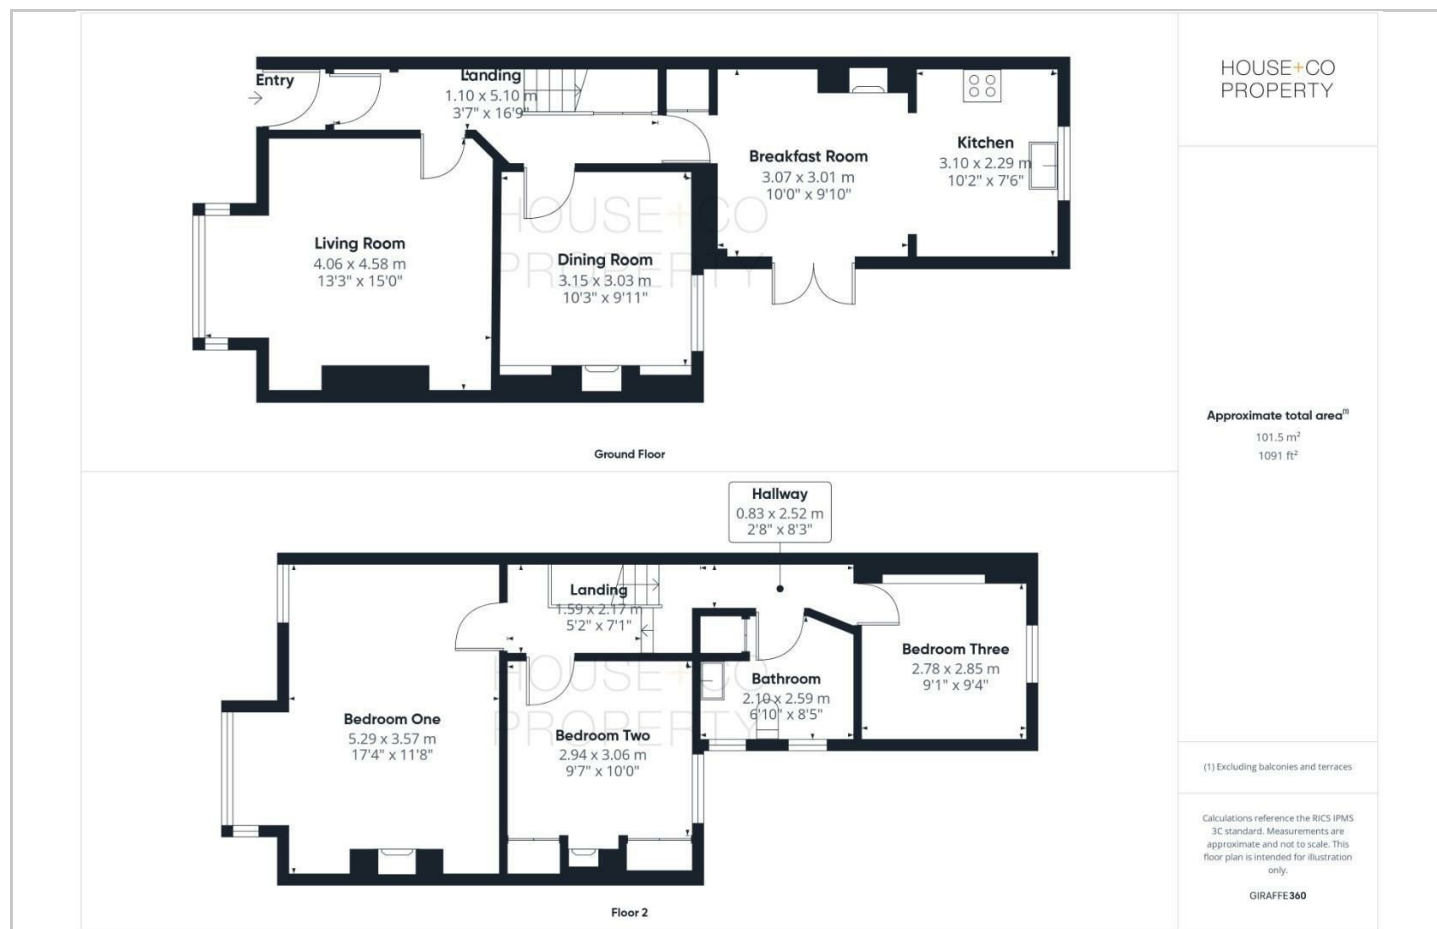 Entry
Landing
1.10 x 5.10 m
3'7" x 16'9"
Breakfast Room
3.07 x 3.01 m
10'0" x 9'10"
Kitchen
3.10 x 2.29 m
10'2" x 7'6"
Living Room
4.06 x 4.58 m
13'3" x 15'0"
Dining Room
3.15 x 3.03 m
10'3" x 9'11"
HOUSE+CO
PROPERTY
Ground Floor
Hallway
0.83 x 2.52 m
2'8" x 8'3"
Landing
1.59 x 2.17 m
5'2" x 7'1"
Bedroom One
5.29 x 3.57 m
17'4" x 11'8"
Bedroom Two
2.94 x 3.06 m
9'7" x 10'0"
Bathroom
2.10 x 2.59 m
6'10" x 8'5"
Bedroom Three
2.78 x 2.85 m
9'1" x 9'4"
HOUSE+CO
PROPERTY
Floor 2
HOUSE+CO
PROPERTY
Approximate total area⁽¹⁾
101.5 m²
1091 ft²
(1) Excluding balconies and terraces
Calculations reference the RICS IPMS
3C standard. Measurements are
approximate and not to scale. This
floor plan is intended for illustration
only.
GIRAFFE360